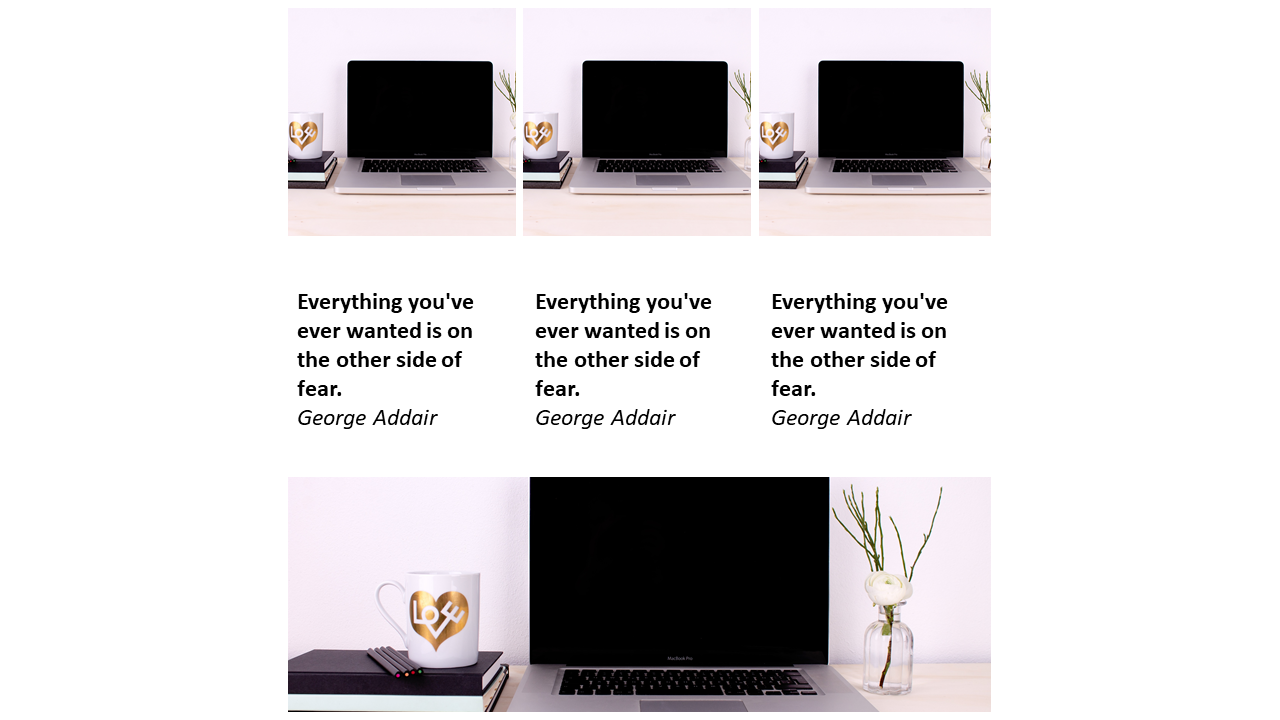 LOVE
LOVE
LOVE
Everything you've
ever wanted is on
the other side of
fear.
George Addair
Everything you've
ever wanted is on
the other side of
fear.
George Addair
Everything you've
ever wanted is on
the other side of
fear.
George Addair
LOVE
MacBook Pro